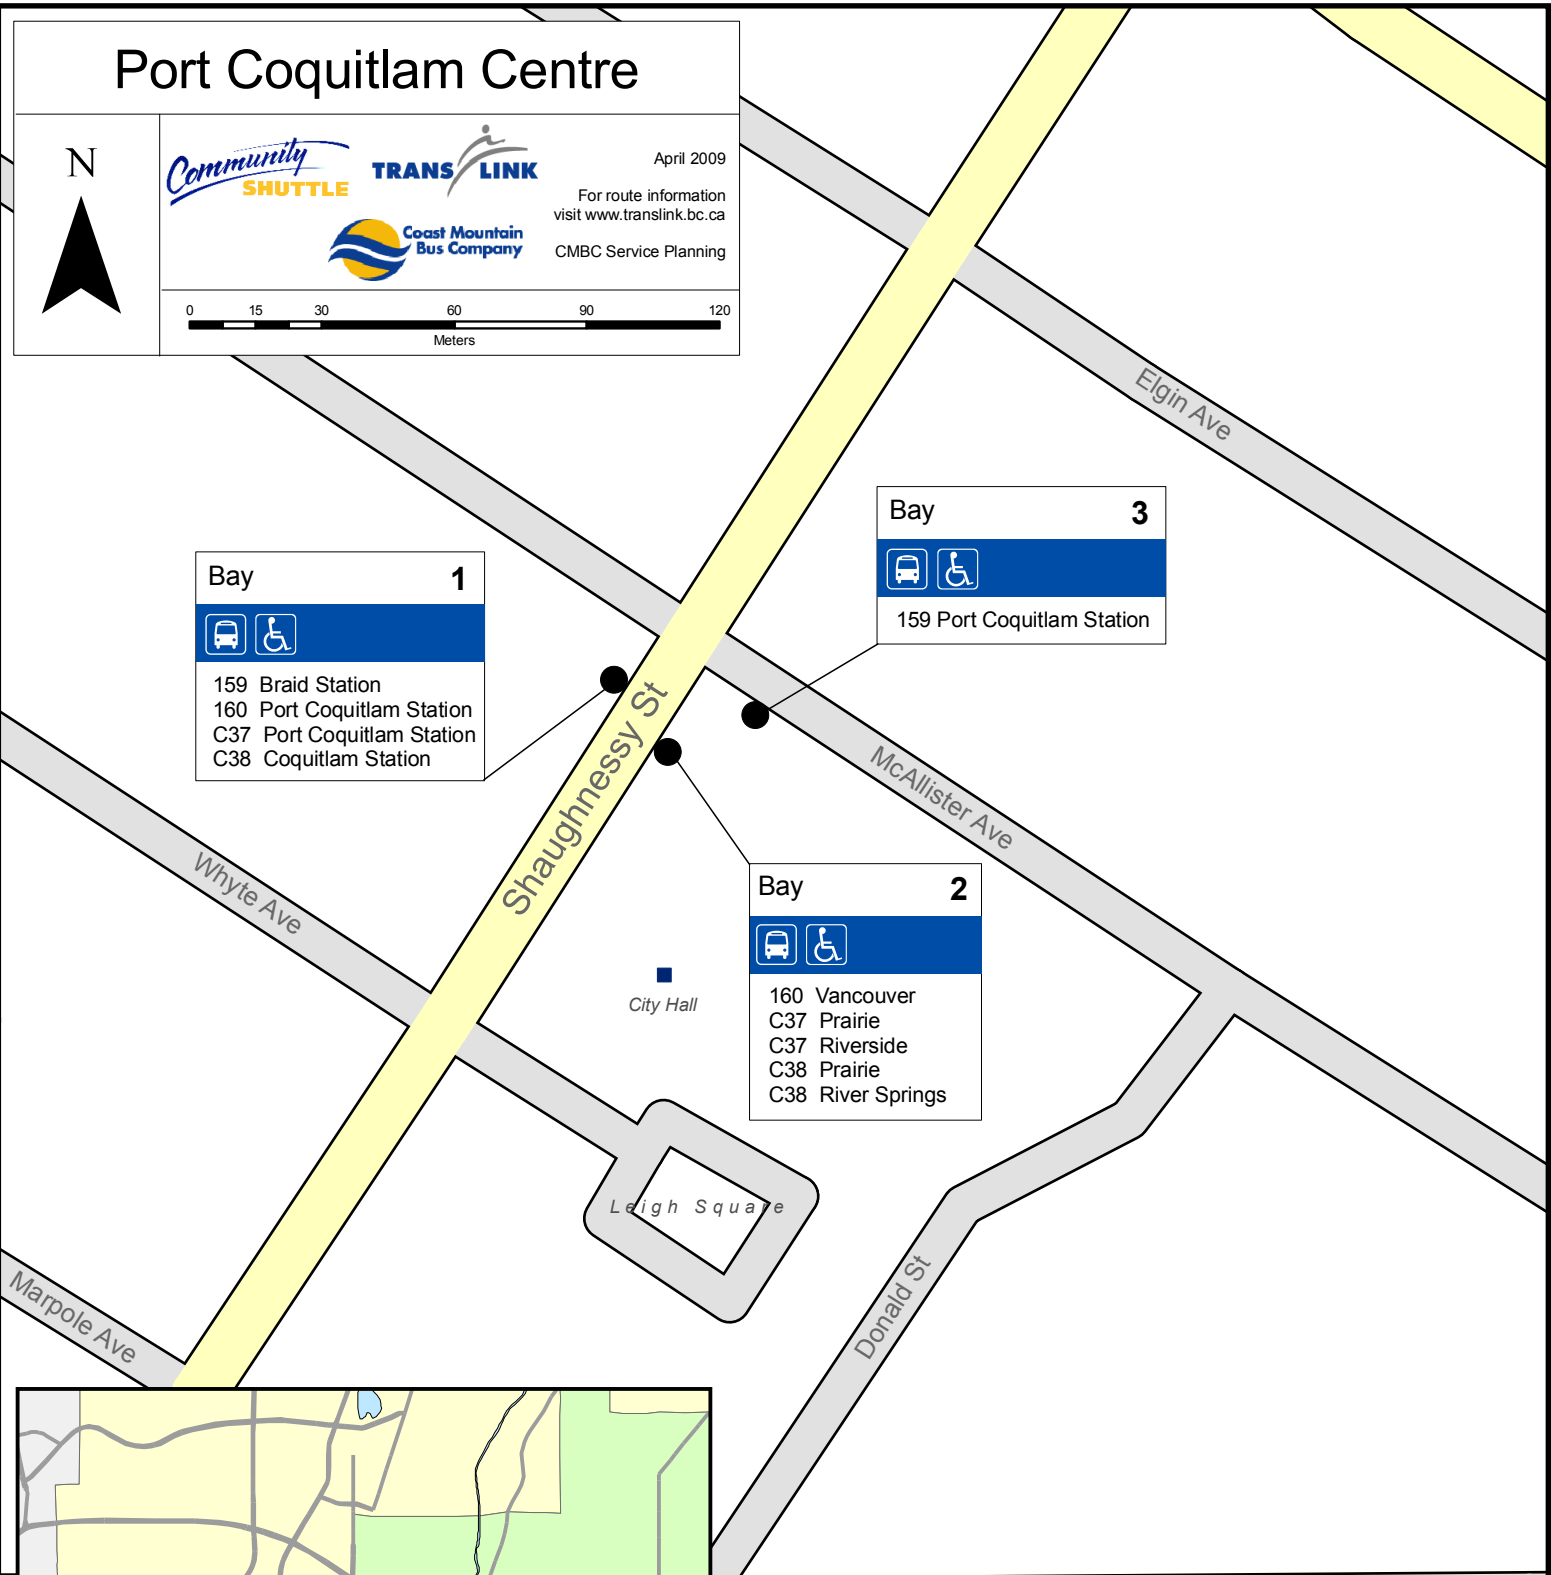 Port Coquitlam Centre
N
Community
SHUTTLE
TRANS LINK
Coast Mountain
Bus Company
April 2009
For route information
visit www.translink.bc.ca
CMBC Service Planning
0 15 30 60 90 120
Meters
Elgin Ave
Bay 3
159 Port Coquitlam Station
Bay 1
159 Braid Station
160 Port Coquitlam Station
C37 Port Coquitlam Station
C38 Coquitlam Station
Shaughnessy St
McAllister Ave
Whyte Ave
Bay 2
160 Vancouver
C37 Prairie
C37 Riverside
C38 Prairie
C38 River Springs
City Hall
Leigh Square
Donald St
Marpole Ave